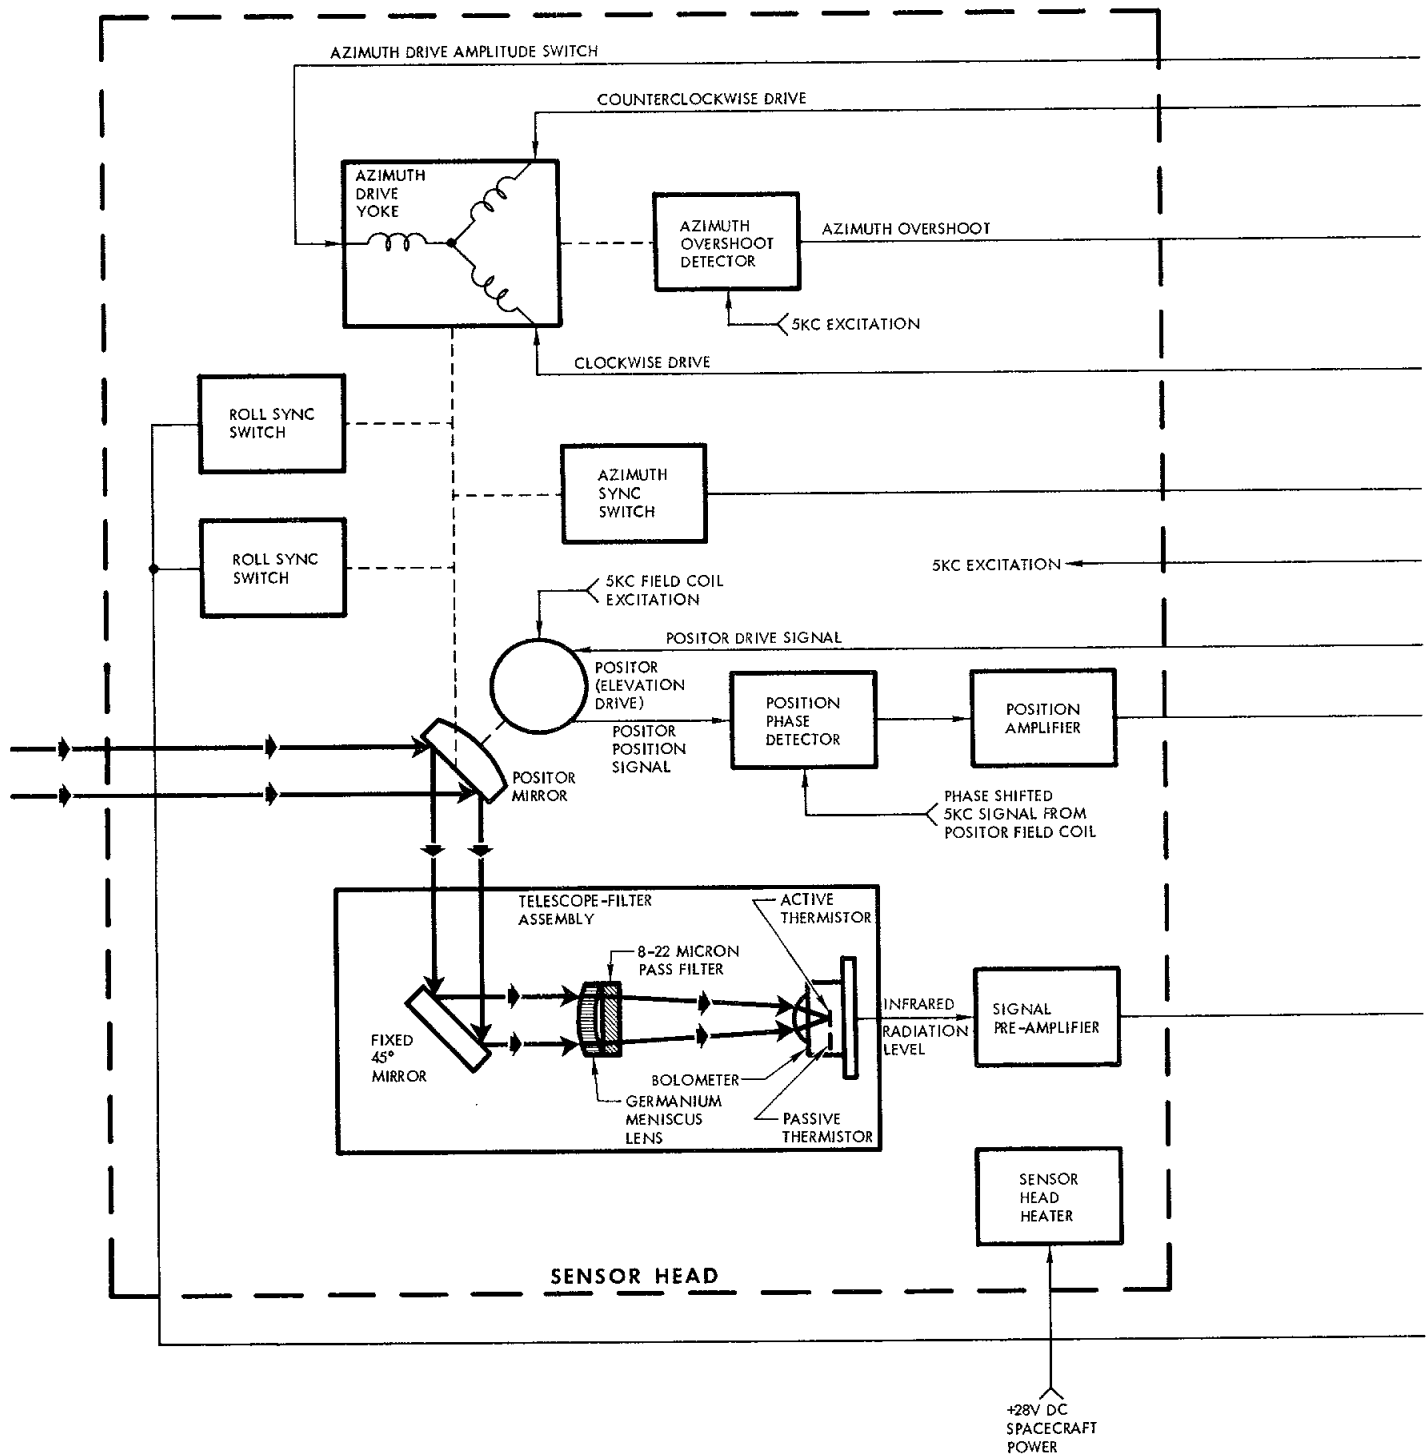 AZIMUTH DRIVE AMPLITUDE SWITCH
COUNTERCLOCKWISE DRIVE
AZIMUTH
DRIVE
YOKE
AZIMUTH
OVERSHOOT
DETECTOR
AZIMUTH OVERSHOOT
5KC EXCITATION
CLOCKWISE DRIVE
ROLL SYNC
SWITCH
AZIMUTH
SYNC
SWITCH
ROLL SYNC
SWITCH
5KC EXCITATION
5KC FIELD COIL
EXCITATION
POSITOR DRIVE SIGNAL
POSITOR
(ELEVATION
DRIVE)
POSITOR
POSITION
SIGNAL
POSITION
PHASE
DETECTOR
POSITION
AMPLIFIER
POSITOR
MIRROR
PHASE SHIFTED
5KC SIGNAL FROM
POSITOR FIELD COIL
TELESCOPE-FILTER
ASSEMBLY
ACTIVE
THERMISTOR
8-22 MICRON
PASS FILTER
INFRARED
RADIATION
LEVEL
SIGNAL
PRE-AMPLIFIER
FIXED
45°
MIRROR
BOLOMETER
GERMANIUM
MENISCUS
LENS
PASSIVE
THERMISTOR
SENSOR
HEAD
HEATER
SENSOR HEAD
+28V DC
SPACECRAFT
POWER